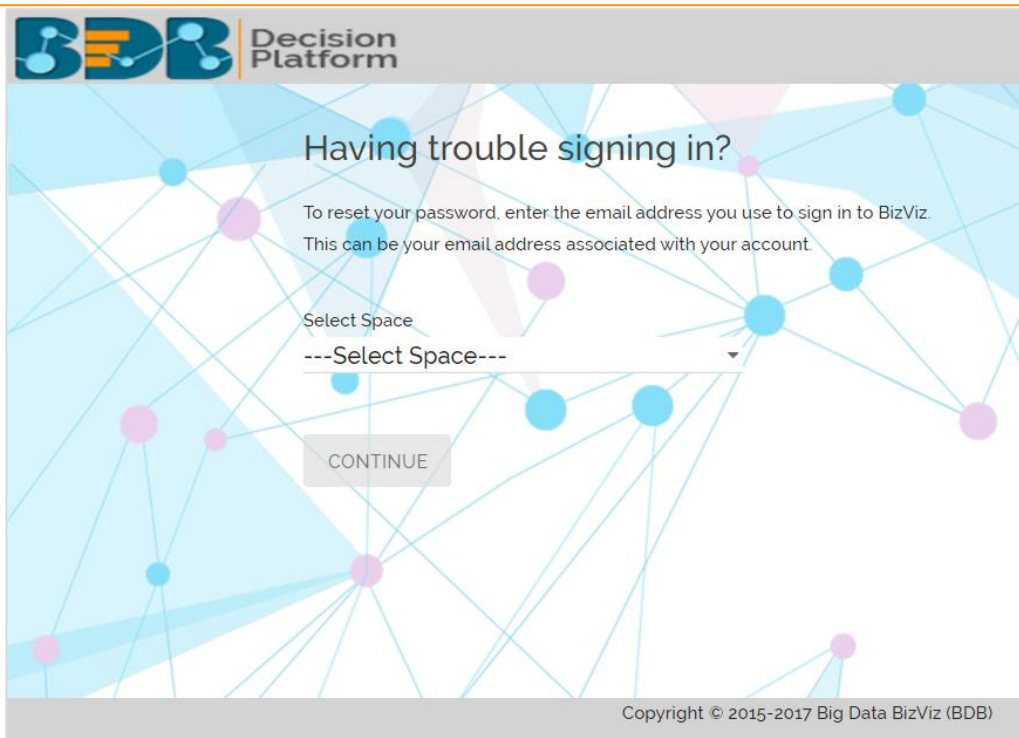 BDB Decision
Platform
Having trouble signing in?
To reset your password, enter the email address you use to sign in to BizViz.
This can be your email address associated with your account.
Select Space
---Select Space---
CONTINUE
Copyright © 2015-2017 Big Data BizViz (BDB)